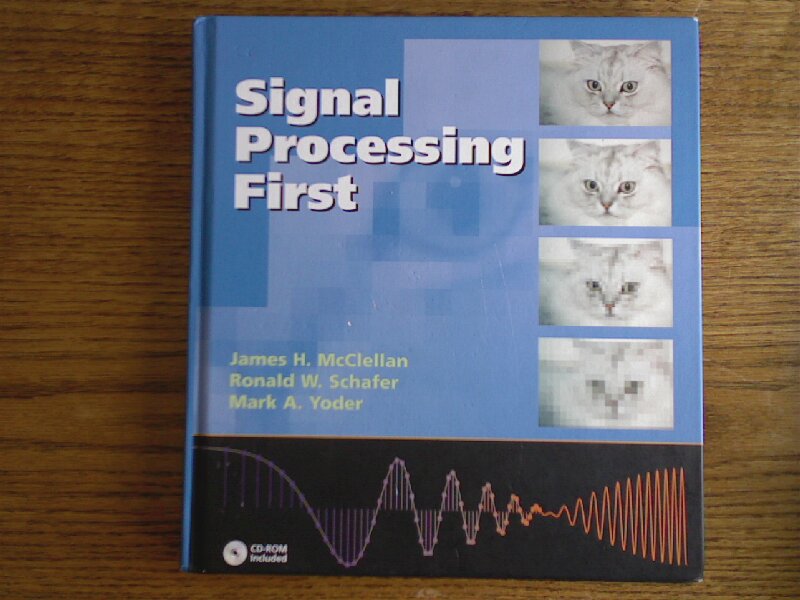 Signal
Processing
First
James H. McClellan
Ronald W. Schafer
Mark A. Yoder
CD-ROM
Included